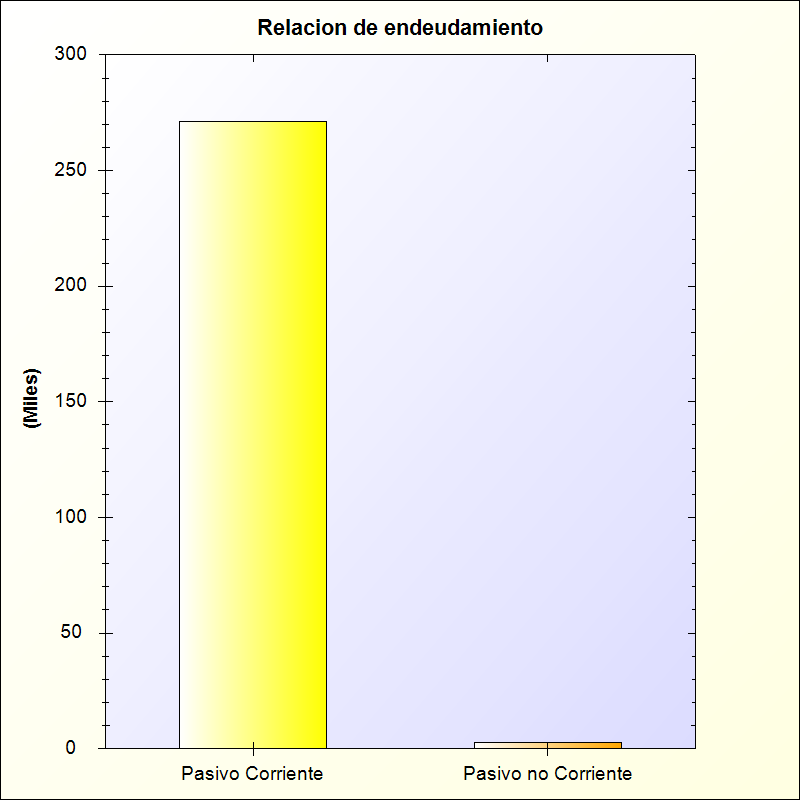 Relacion de endeudamiento
300
250
200
150
100
50
0
(Miles)
Pasivo Corriente
Pasivo no Corriente